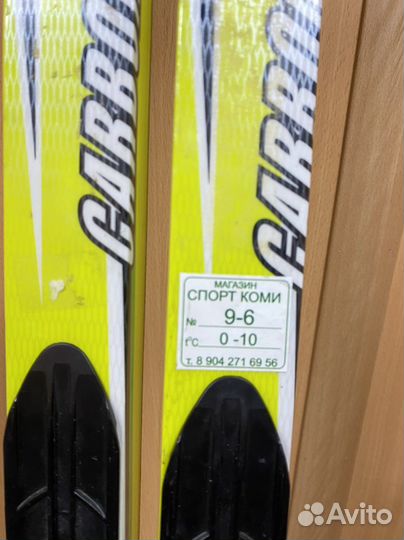 CARBO
CARBO
МАГАЗИН
СПОРТ КОМИ
№ 9-6
t°C 0 -10
т. 8 904 271 69 56
Avito